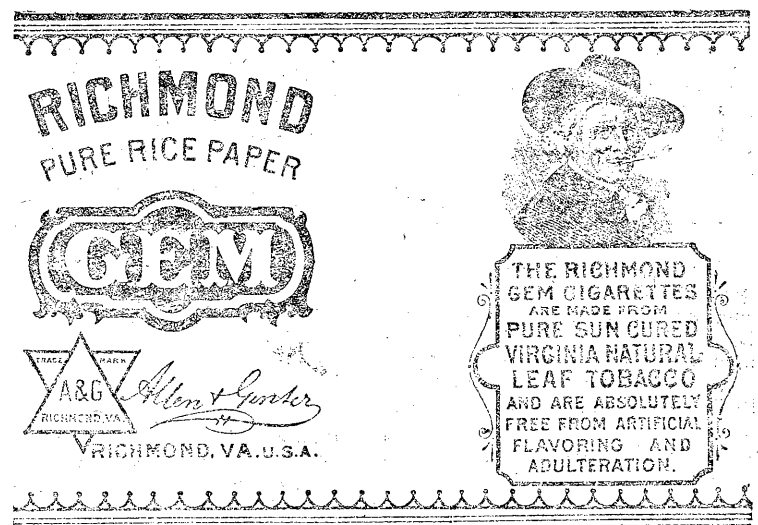 RICHMOND
PURE RICE PAPER
GEM
TRADE MARK
A&G
RICHMOND, VA.
Allen & Ginter
RICHMOND, VA. U.S.A.
THE RICHMOND
GEM CIGARETTES
ARE MADE FROM
PURE SUN CURED
VIRGINIA NATURAL
LEAF TOBACCO
AND ARE ABSOLUTELY
FREE FROM ARTIFICIAL
FLAVORING AND
ADULTERATION.